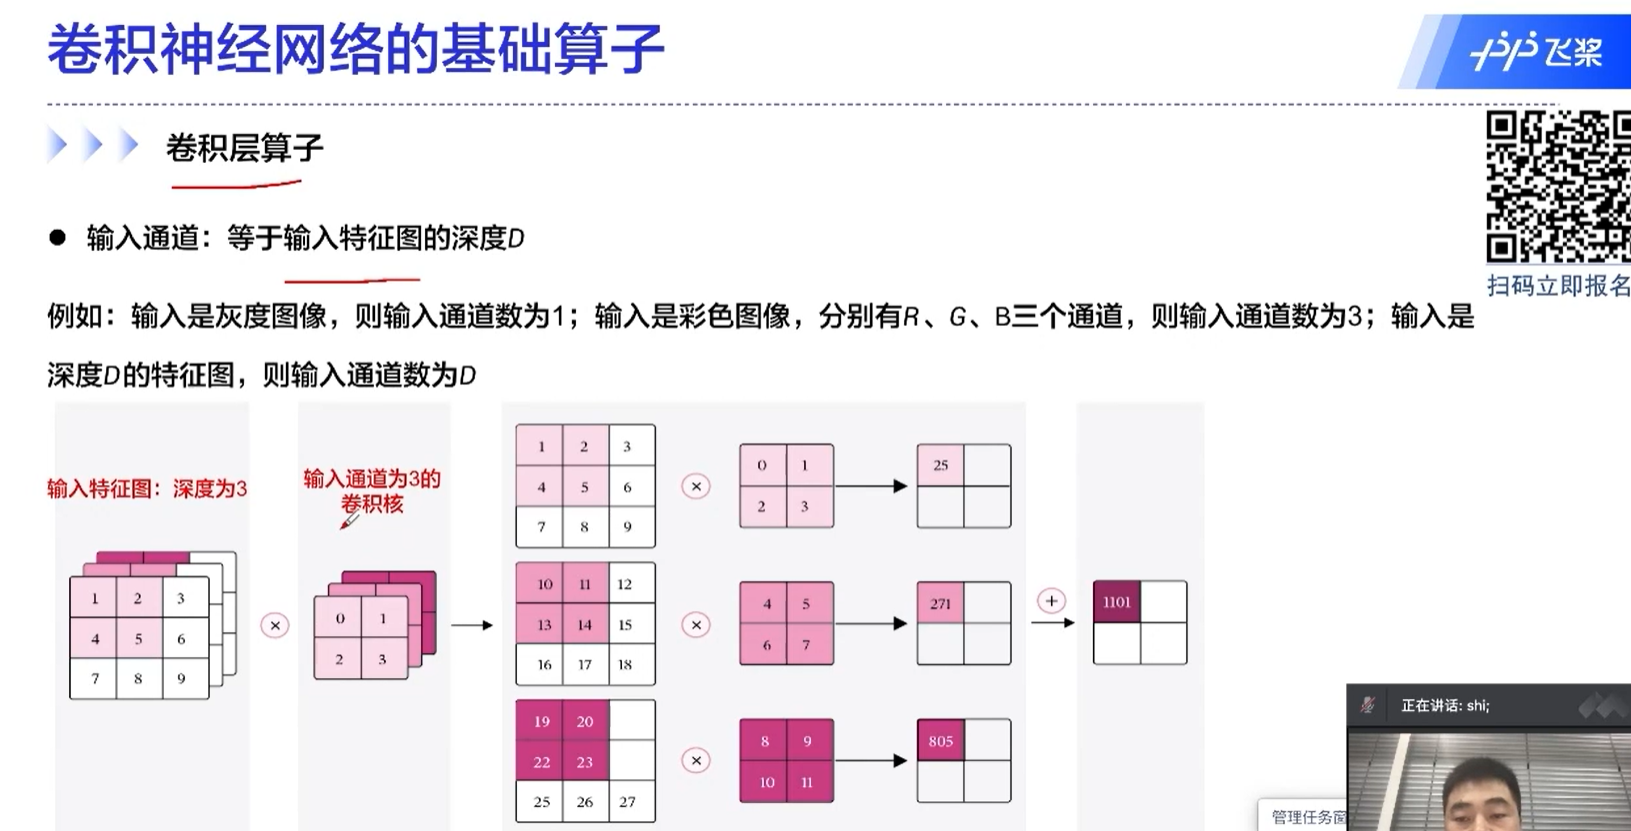 卷积神经网络的基础算子
飞桨
卷积层算子
扫码立即报名
● 输入通道：等于输入特征图的深度D
例如：输入是灰度图像，则输入通道数为1；输入是彩色图像，分别有R、G、B三个通道，则输入通道数为3；输入是
深度D的特征图，则输入通道数为D
输入特征图：深度为3
输入通道为3的
卷积核
1 2 3
4 5 6
7 8 9
×
0 1
2 3
1 2 3
4 5 6
7 8 9
×
0 1
2 3
25
10 11 12
13 14 15
16 17 18
×
4 5
6 7
271
19 20
22 23
25 26 27
×
8 9
10 11
805
+
1101
正在讲话: shi;
管理任务窗